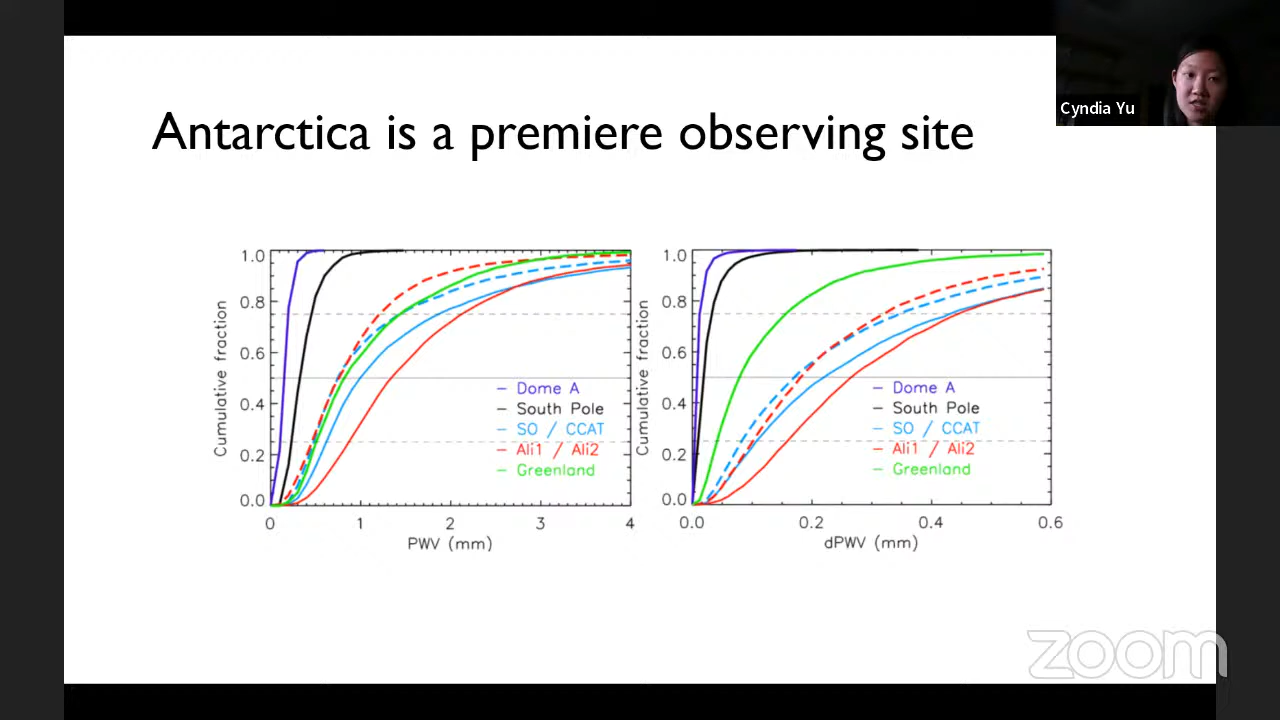 Cyndia Yu
Antarctica is a premiere observing site
Cumulative fraction
1.0
0.8
0.6
0.4
0.2
0.0
Dome A
South Pole
SO / CCAT
Ali1 / Ali2
Greenland
0
1
2
3
4
PWV (mm)
Cumulative fraction
1.0
0.8
0.6
0.4
0.2
0.0
Dome A
South Pole
SO / CCAT
Ali1 / Ali2
Greenland
0.0
0.2
0.4
0.6
dPWV (mm)
zoom